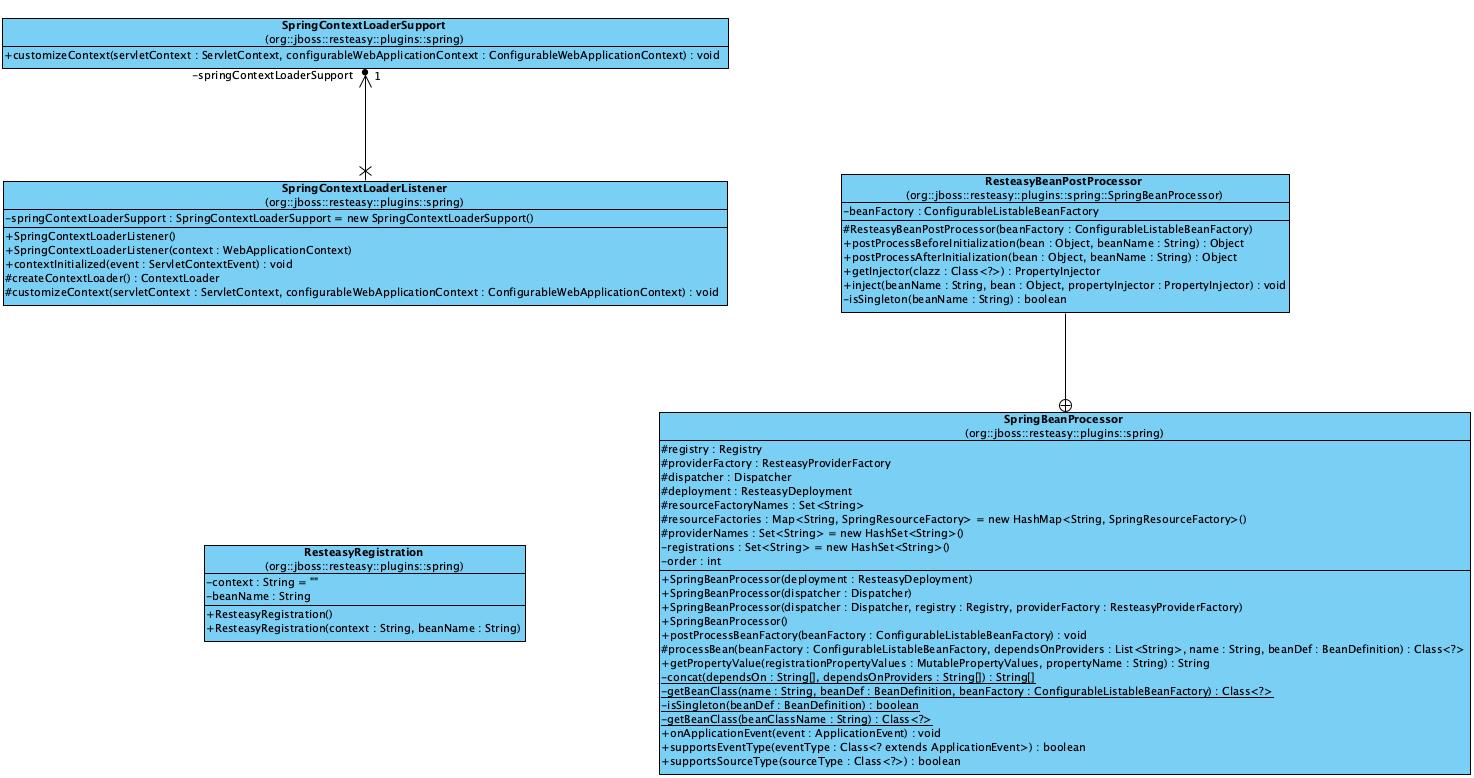 SpringContextLoaderSupport
(org::jboss::resteasy::plugins::spring)
+customizeContext(servletContext : ServletContext, configurableWebApplicationContext : ConfigurableWebApplicationContext) : void
-springContextLoaderSupport
1
SpringContextLoaderListener
(org::jboss::resteasy::plugins::spring)
-springContextLoaderSupport : SpringContextLoaderSupport = new SpringContextLoaderSupport()
+SpringContextLoaderListener()
+SpringContextLoaderListener(context : WebApplicationContext)
+contextInitialized(event : ServletContextEvent) : void
#createContextLoader() : ContextLoader
#customizeContext(servletContext : ServletContext, configurableWebApplicationContext : ConfigurableWebApplicationContext) : void
ResteasyBeanPostProcessor
(org::jboss::resteasy::plugins::spring::SpringBeanProcessor)
-beanFactory : ConfigurableListableBeanFactory
#ResteasyBeanPostProcessor(beanFactory : ConfigurableListableBeanFactory)
+postProcessBeforeInitialization(bean : Object, beanName : String) : Object
+postProcessAfterInitialization(bean : Object, beanName : String) : Object
+getInjector(clazz : Class<?>) : PropertyInjector
+inject(beanName : String, bean : Object, propertyInjector : PropertyInjector) : void
-isSingleton(beanName : String) : boolean
ResteasyRegistration
(org::jboss::resteasy::plugins::spring)
-context : String = ""
-beanName : String
+ResteasyRegistration()
+ResteasyRegistration(context : String, beanName : String)
SpringBeanProcessor
(org::jboss::resteasy::plugins::spring)
#registry : Registry
#providerFactory : ResteasyProviderFactory
#dispatcher : Dispatcher
#deployment : ResteasyDeployment
#resourceFactoryNames : Set<String>
#resourceFactories : Map<String, SpringResourceFactory> = new HashMap<String, SpringResourceFactory>()
#providerNames : Set<String> = new HashSet<String>()
-registrations : Set<String> = new HashSet<String>()
-order : int
+SpringBeanProcessor(deployment : ResteasyDeployment)
+SpringBeanProcessor(dispatcher : Dispatcher)
+SpringBeanProcessor(dispatcher : Dispatcher, registry : Registry, providerFactory : ResteasyProviderFactory)
+SpringBeanProcessor()
+postProcessBeanFactory(beanFactory : ConfigurableListableBeanFactory) : void
#processBean(beanFactory : ConfigurableListableBeanFactory, dependsOnProviders : List<String>, name : String, beanDef : BeanDefinition) : Class<?>
+getPropertyValue(registrationPropertyValues : MutablePropertyValues, propertyName : String) : String
-concat(dependsOn : String[], dependsOnProviders : String[]) : String[]
-getBeanClass(name : String, beanDef : BeanDefinition, beanFactory : ConfigurableListableBeanFactory) : Class<?>
-isSingleton(beanDef : BeanDefinition) : boolean
-getBeanClass(beanClassName : String) : Class<?>
+onApplicationEvent(event : ApplicationEvent) : void
+supportsEventType(eventType : Class<? extends ApplicationEvent>) : boolean
+supportsSourceType(sourceType : Class<?>) : boolean